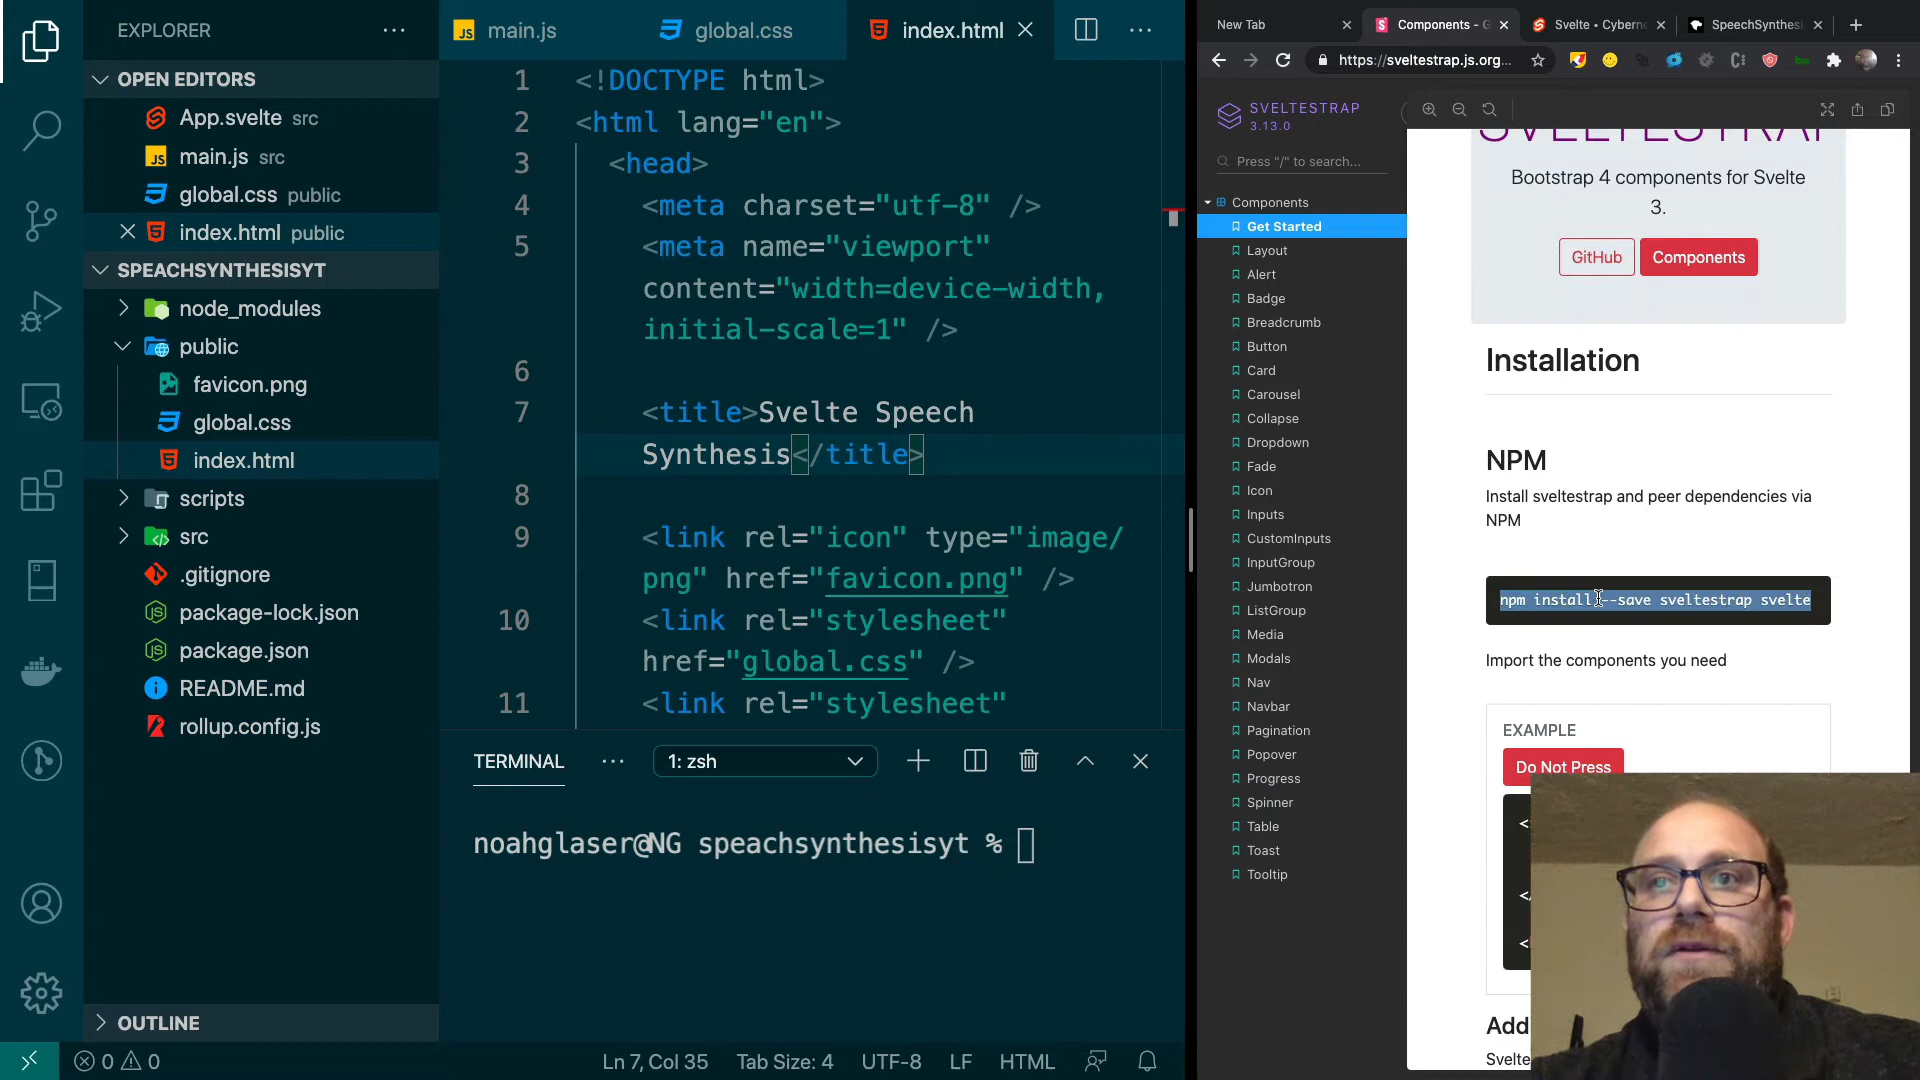 EXPLORER
OPEN EDITORS
App.svelte src
main.js src
global.css public
index.html public
SPEACHSYNTHESISYT
node_modules
public
favicon.png
global.css
index.html
scripts
src
.gitignore
package-lock.json
package.json
README.md
rollup.config.js
OUTLINE
0 0
main.js
global.css
index.html
1 <!DOCTYPE html>
2 <html lang="en">
3 <head>
4 <meta charset="utf-8" />
5 <meta name="viewport"
content="width=device-width,
initial-scale=1" />
6
7 <title>Svelte Speech
Synthesis</title>
8
9 <link rel="icon" type="image/
png" href="favicon.png" />
10 <link rel="stylesheet"
href="global.css" />
11 <link rel="stylesheet"
TERMINAL
1: zsh
noahglaser@NG speachsynthesisyt %
Ln 7, Col 35
Tab Size: 4
UTF-8
LF
HTML
New Tab
Components - G
Svelte • Cyberne
SpeechSynthesi
https://sveltestrap.js.org...
SVELTESTRAP
3.13.0
Press "/" to search...
Components
Get Started
Layout
Alert
Badge
Breadcrumb
Button
Card
Carousel
Collapse
Dropdown
Fade
Icon
Inputs
CustomInputs
InputGroup
Jumbotron
ListGroup
Media
Modals
Nav
Navbar
Pagination
Popover
Progress
Spinner
Table
Toast
Tooltip
SVELTESTRAP
Bootstrap 4 components for Svelte
3.
GitHub
Components
Installation
NPM
Install sveltestrap and peer dependencies via
NPM
npm install --save sveltestrap svelte
Import the components you need
EXAMPLE
Do Not Press
<
<
<
Add
Svelte